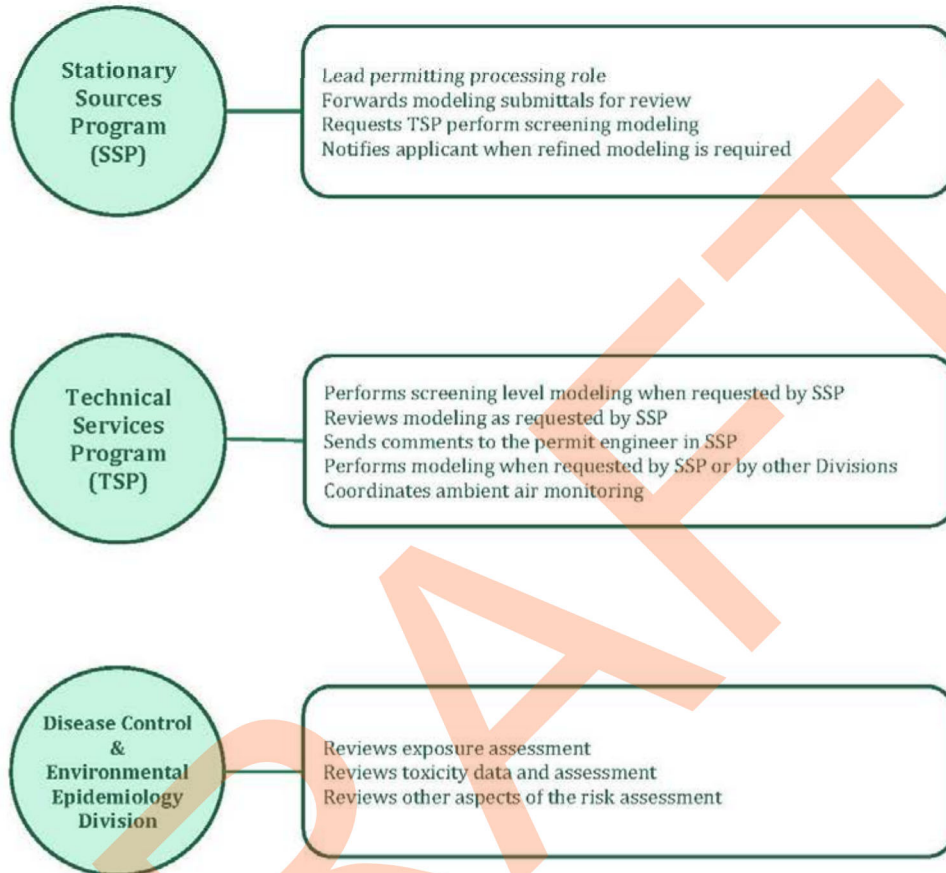 Stationary
Sources
Program
(SSP)
Lead permitting processing role
Forwards modeling submittals for review
Requests TSP perform screening modeling
Notifies applicant when refined modeling is required
Technical
Services
Program
(TSP)
Performs screening level modeling when requested by SSP
Reviews modeling as requested by SSP
Sends comments to the permit engineer in SSP
Performs modeling when requested by SSP or by other Divisions
Coordinates ambient air monitoring
Disease Control
&
Environmental
Epidemiology
Division
Reviews exposure assessment
Reviews toxicity data and assessment
Reviews other aspects of the risk assessment
RAFT